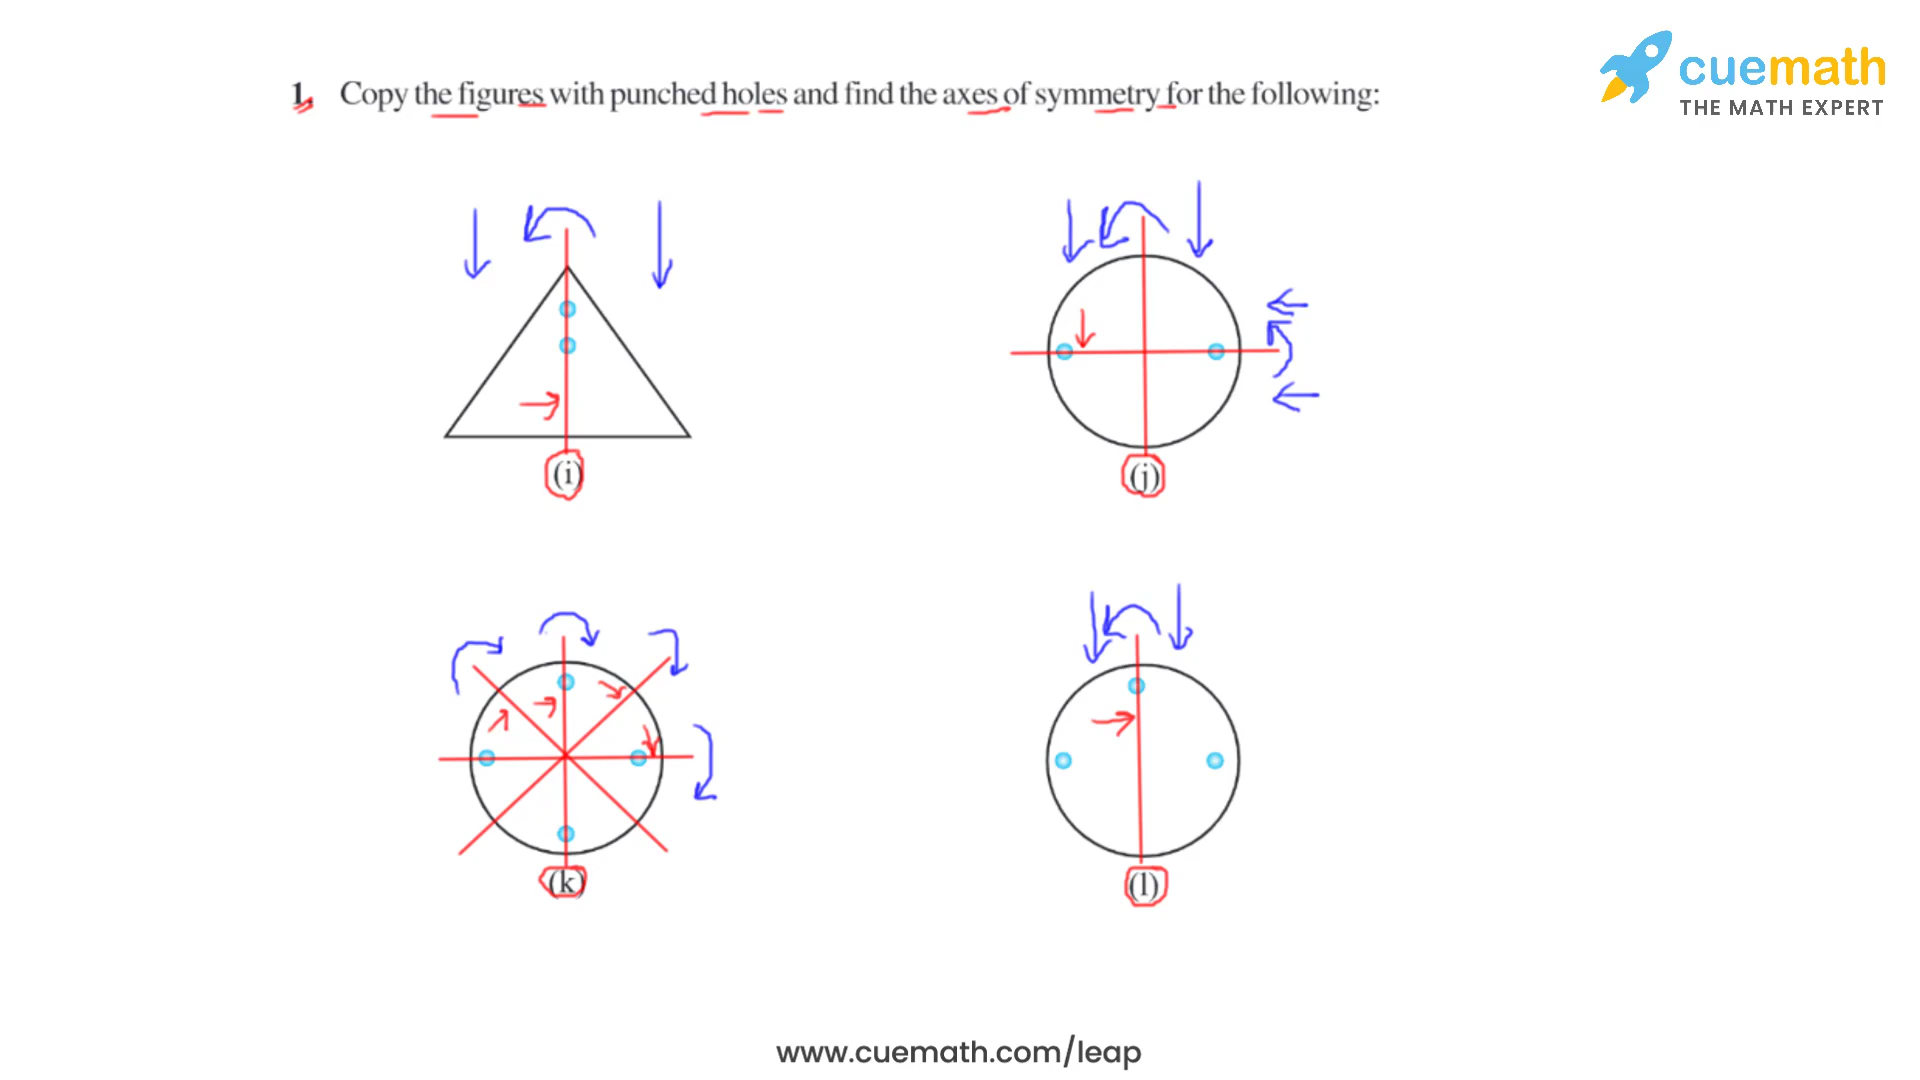 cuemath
THE MATH EXPERT
1. Copy the figures with punched holes and find the axes of symmetry for the following:
(i)
(j)
(k)
(l)
www.cuemath.com/leap